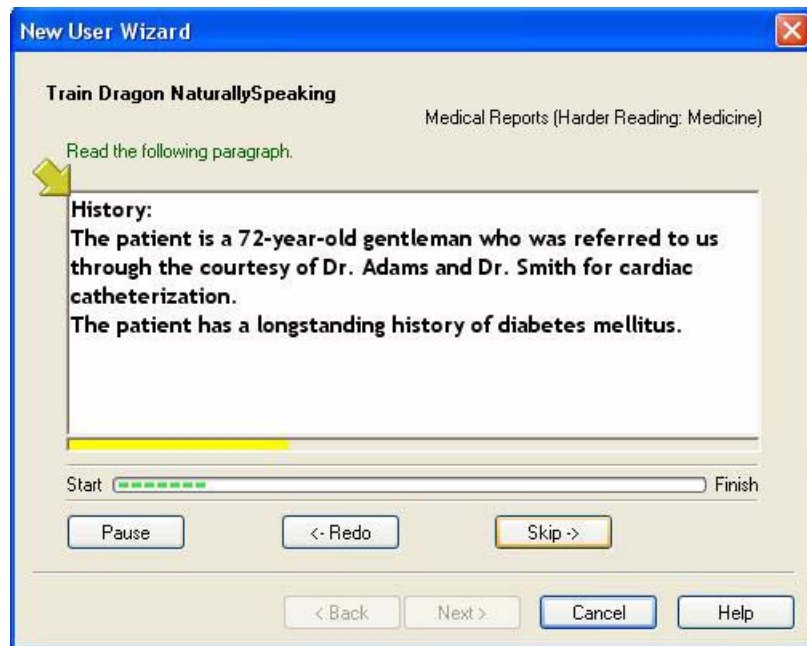 New User Wizard
Train Dragon NaturallySpeaking
Medical Reports (Harder Reading: Medicine)
Read the following paragraph.
History:
The patient is a 72-year-old gentleman who was referred to us
through the courtesy of Dr. Adams and Dr. Smith for cardiac
catheterization.
The patient has a longstanding history of diabetes mellitus.
Start Finish
Pause <- Redo Skip ->
< Back Next > Cancel Help